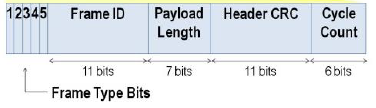 12345 Frame ID Payload Length Header CRC Cycle Count
11 bits 7 bits 11 bits 6 bits
Frame Type Bits